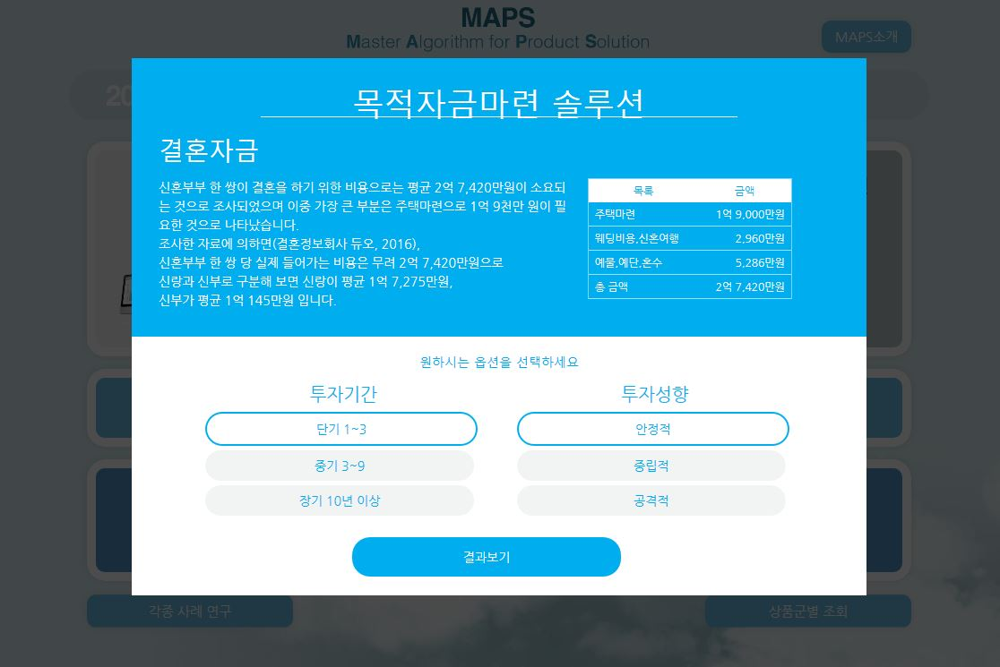 MAPS
Master Algorithm for Product Solution
MAPS소개
20
목적자금마련 솔루션
결혼자금
신혼부부 한 쌍이 결혼을 하기 위한 비용으로는 평균 2억 7,420만원이 소요되
는 것으로 조사되었으며 이중 가장 큰 부분은 주택마련으로 1억 9천만 원이 필
요한 것으로 나타났습니다.
조사한 자료에 의하면(결혼정보회사 듀오, 2016),
신혼부부 한 쌍 당 실제 들어가는 비용은 무려 2억 7,420만원으로
신랑과 신부로 구분해 보면 신랑이 평균 1억 7,275만원,
신부가 평균 1억 145만원 입니다.
목록 금액
주택마련 1억 9,000만원
웨딩비용,신혼여행 2,960만원
예물,예단,혼수 5,286만원
총 금액 2억 7,420만원
원하시는 옵션을 선택하세요
투자기간 투자성향
단기 1~3 안정적
중기 3~9 중립적
장기 10년 이상 공격적
결과보기
각종 사례 연구 상품군별 조회